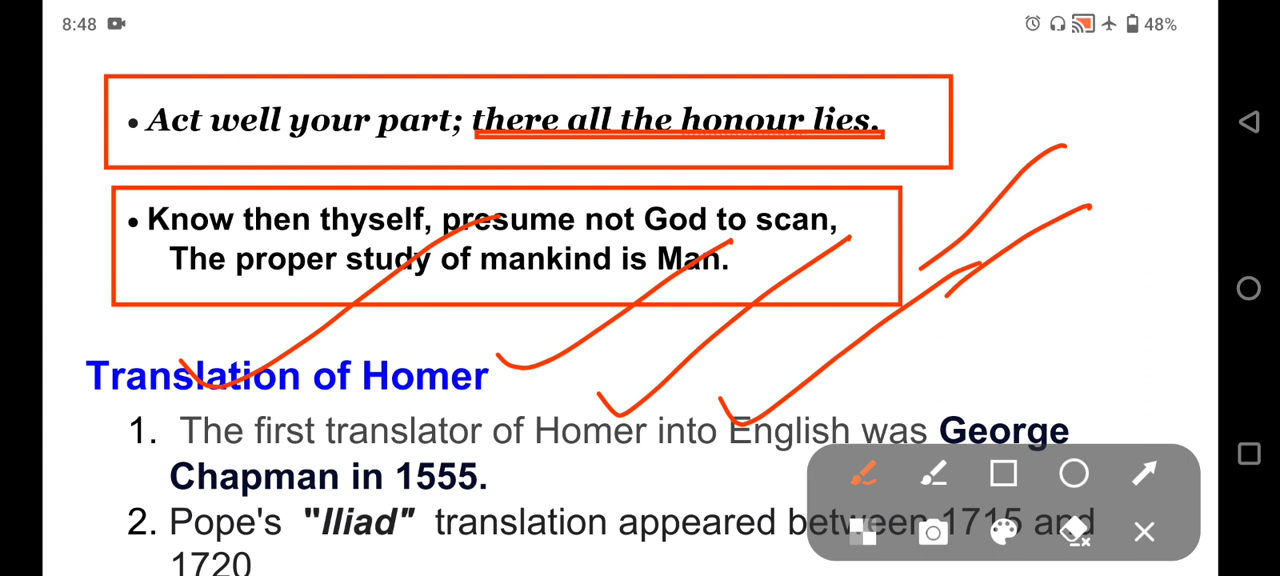 8:48 48%
• Act well your part; there all the honour lies.
• Know then thyself, presume not God to scan,
The proper study of mankind is Man.
Translation of Homer
1. The first translator of Homer into English was George
Chapman in 1555.
2. Pope's "Iliad" translation appeared between 1715 and
1720